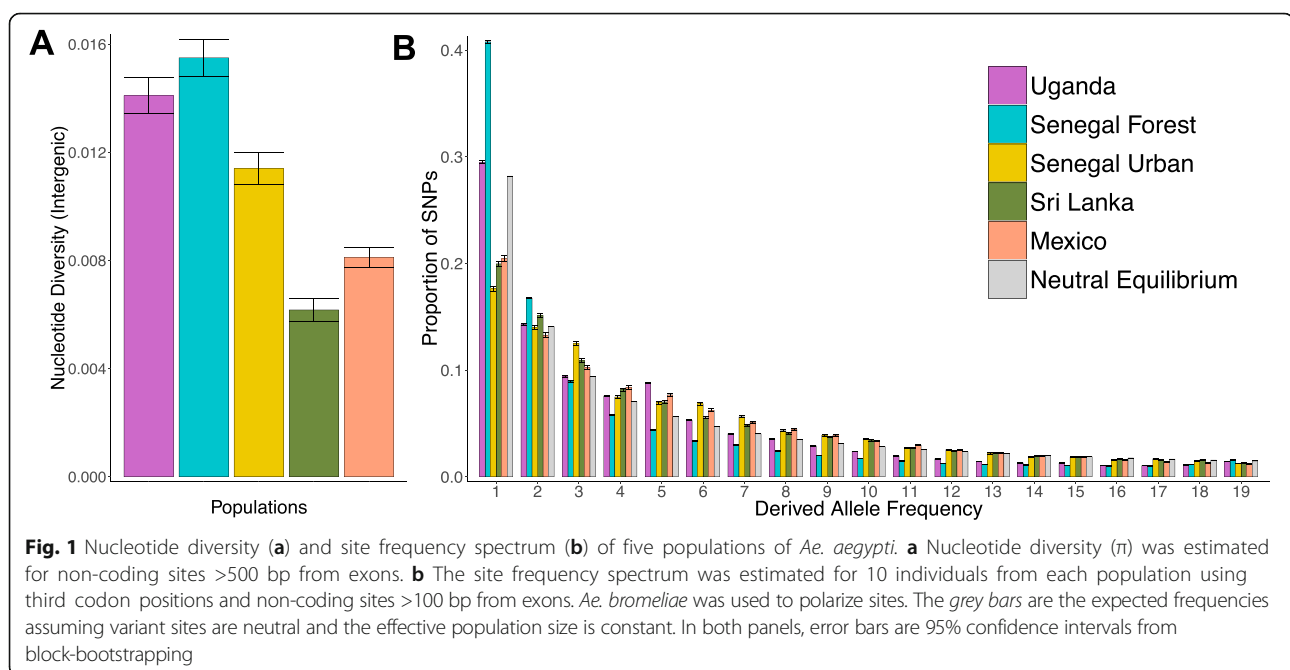 A
0.016
0.012
0.008
0.004
0.000
Nucleotide Diversity (Intergenic)
Populations
B
0.4
0.3
0.2
0.1
0.0
Proportion of SNPs
Uganda
Senegal Forest
Senegal Urban
Sri Lanka
Mexico
Neutral Equilibrium
1 2 3 4 5 6 7 8 9 10 11 12 13 14 15 16 17 18 19
Derived Allele Frequency
Fig. 1 Nucleotide diversity (a) and site frequency spectrum (b) of five populations of Ae. aegypti. a Nucleotide diversity (π) was estimated
for non-coding sites >500 bp from exons. b The site frequency spectrum was estimated for 10 individuals from each population using
third codon positions and non-coding sites >100 bp from exons. Ae. bromeliae was used to polarize sites. The grey bars are the expected frequencies
assuming variant sites are neutral and the effective population size is constant. In both panels, error bars are 95% confidence intervals from
block-bootstrapping